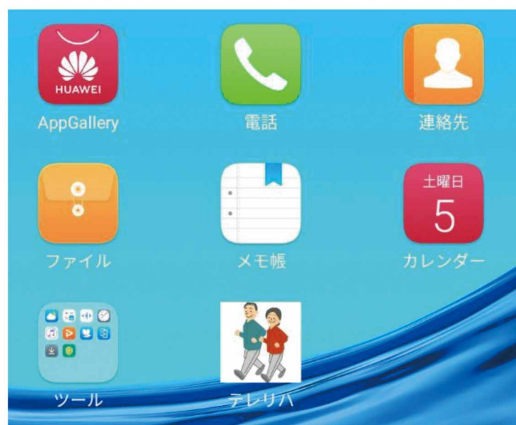 HUAWEI
AppGallery
電話
連絡先
土曜日
5
ファイル
メモ帳
カレンダー
ツール
テレリハ